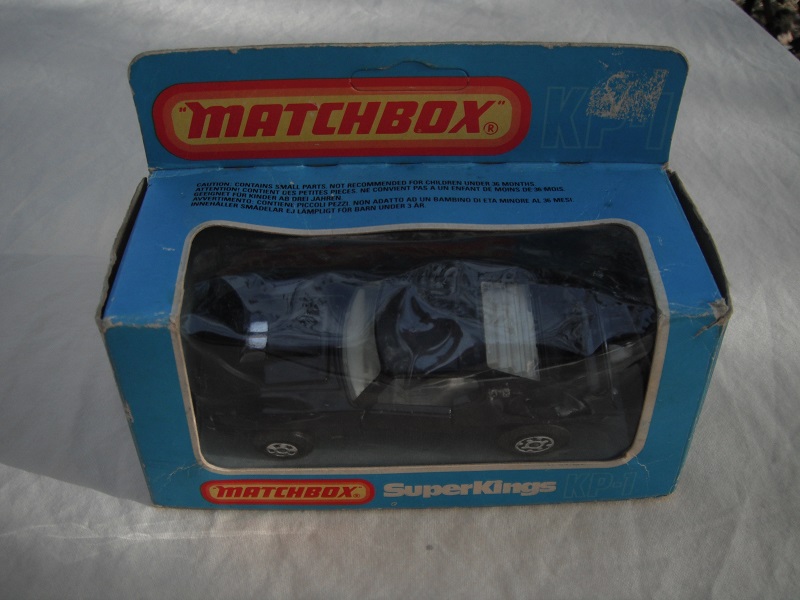 "MATCHBOX"® KP-1
CAUTION: CONTAINS SMALL PARTS. NOT RECOMMENDED FOR CHILDREN UNDER 36 MONTHS.
ATTENTION! CONTIENT DES PETITES PIECES. NE CONVIENT PAS A UN ENFANT DE MOINS DE 36 MOIS.
GEEIGNET FÜR KINDER AB DREI JAHREN.
AVVERTIMENTO: CONTIENE PICCOLI PEZZI. NON ADATTO AD UN BAMBINO DI ETA MINORE AL 36 MESI.
INNEHÅLLER SMÅDELAR EJ LÄMPLIGT FÖR BARN UNDER 3 ÅR.
"MATCHBOX"® SuperKings KP-1